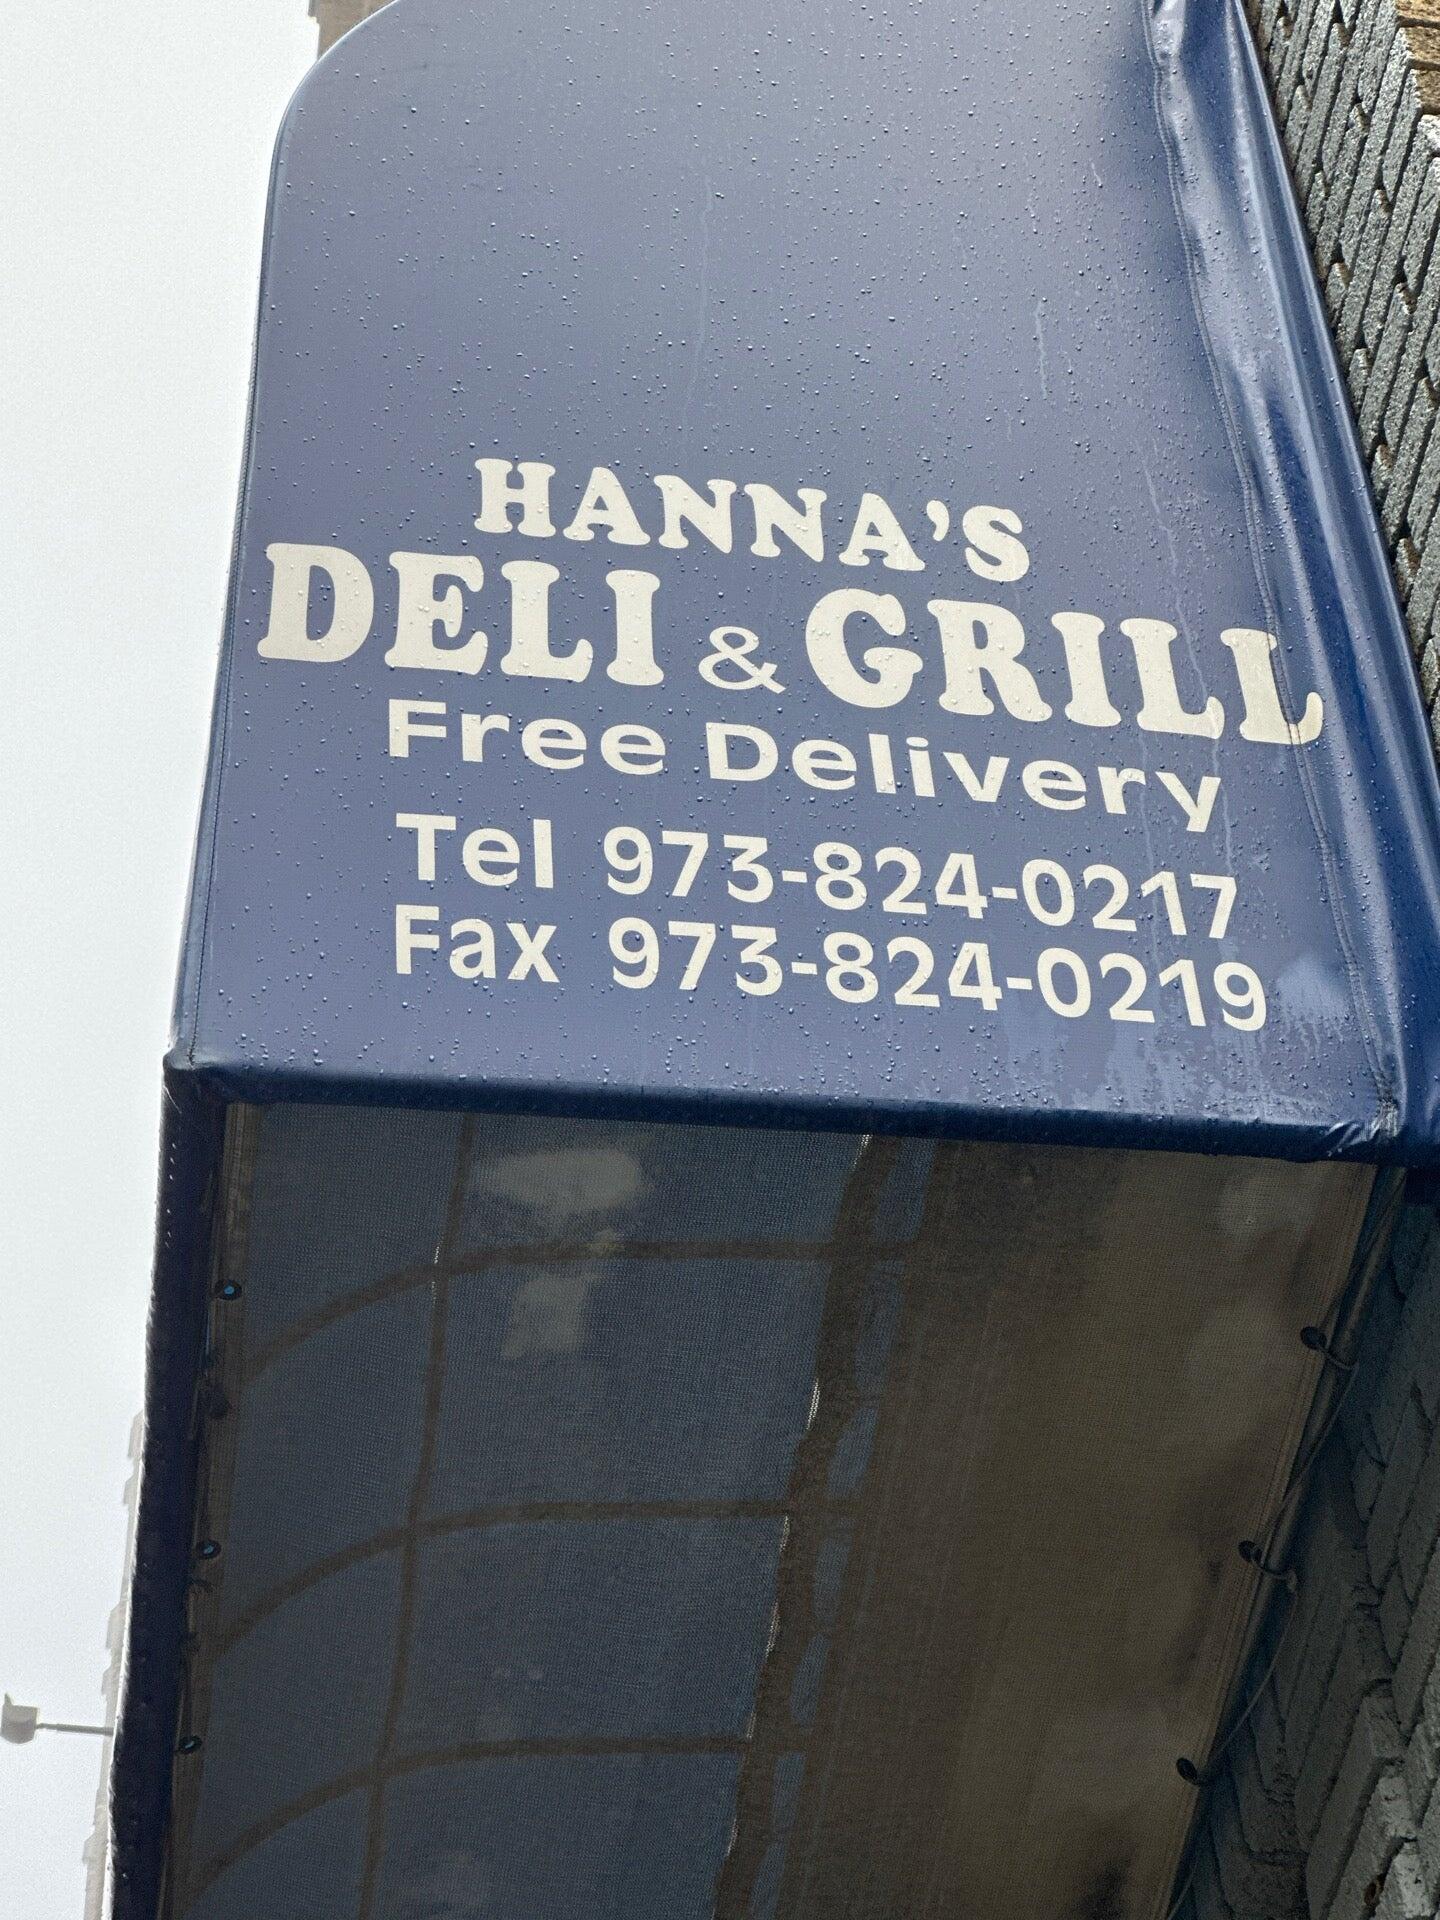 HANNA'S
DELI & GRILL
Free Delivery
Tel 973-824-0217
Fax 973-824-0219